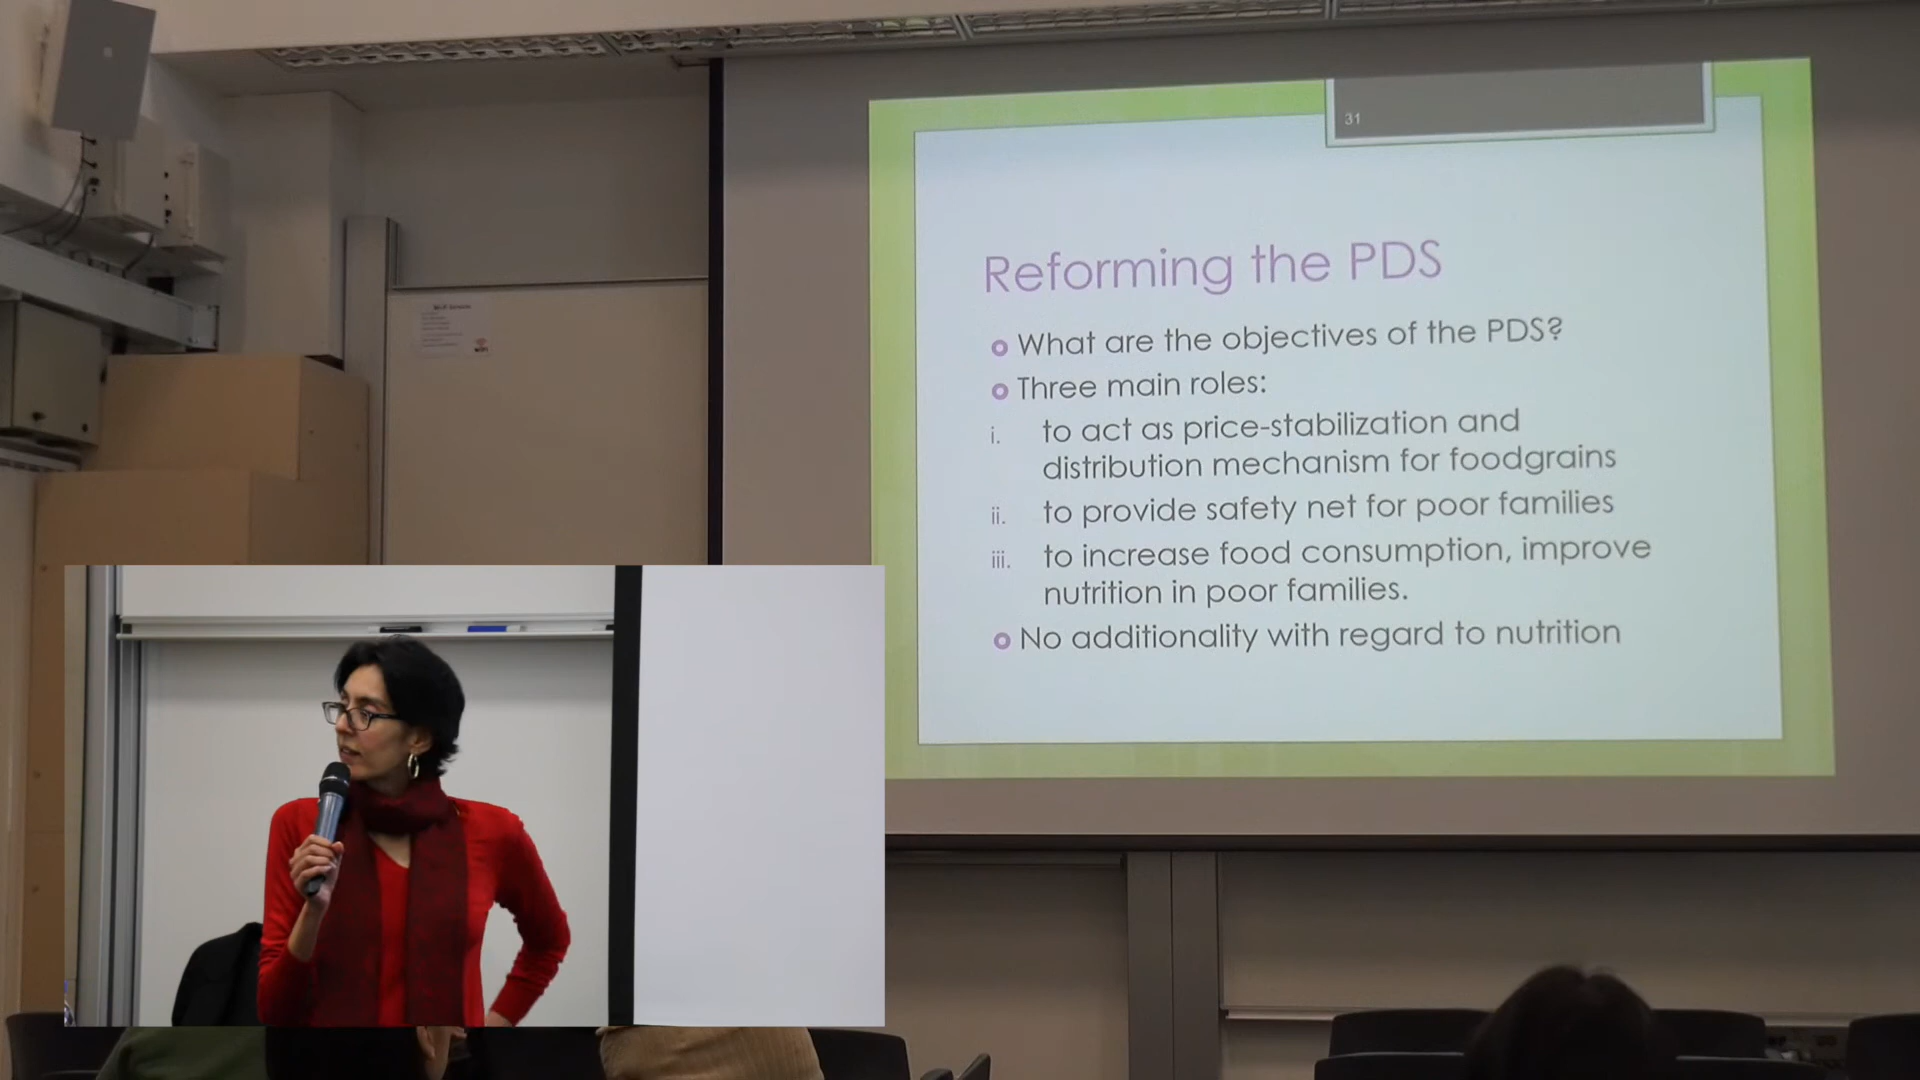 31
Reforming the PDS
What are the objectives of the PDS?
Three main roles:
i. to act as price-stabilization and
distribution mechanism for foodgrains
ii. to provide safety net for poor families
iii. to increase food consumption, improve
nutrition in poor families.
No additionality with regard to nutrition